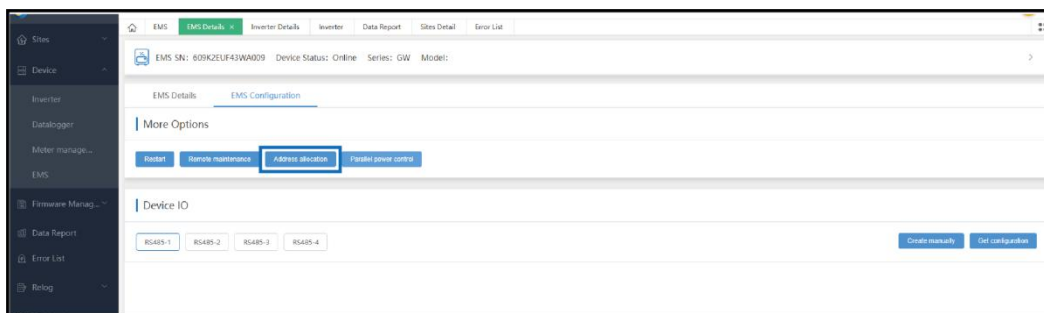 EMS
EMS Details ×
Inverter Details
Inverter
Data Report
Sites Detail
Error List
Sites
Device
Inverter
Datalogger
Meter manage...
EMS
Firmware Manag...
Data Report
Error List
Relog
EMS SN: 609K2EUF43WA009 Device Status: Online Series: GW Model:
EMS Details
EMS Configuration
More Options
Restart
Remote maintenance
Address allocation
Parallel power control
Device IO
RS485-1
RS485-2
RS485-3
RS485-4
Create manually
Get configuration